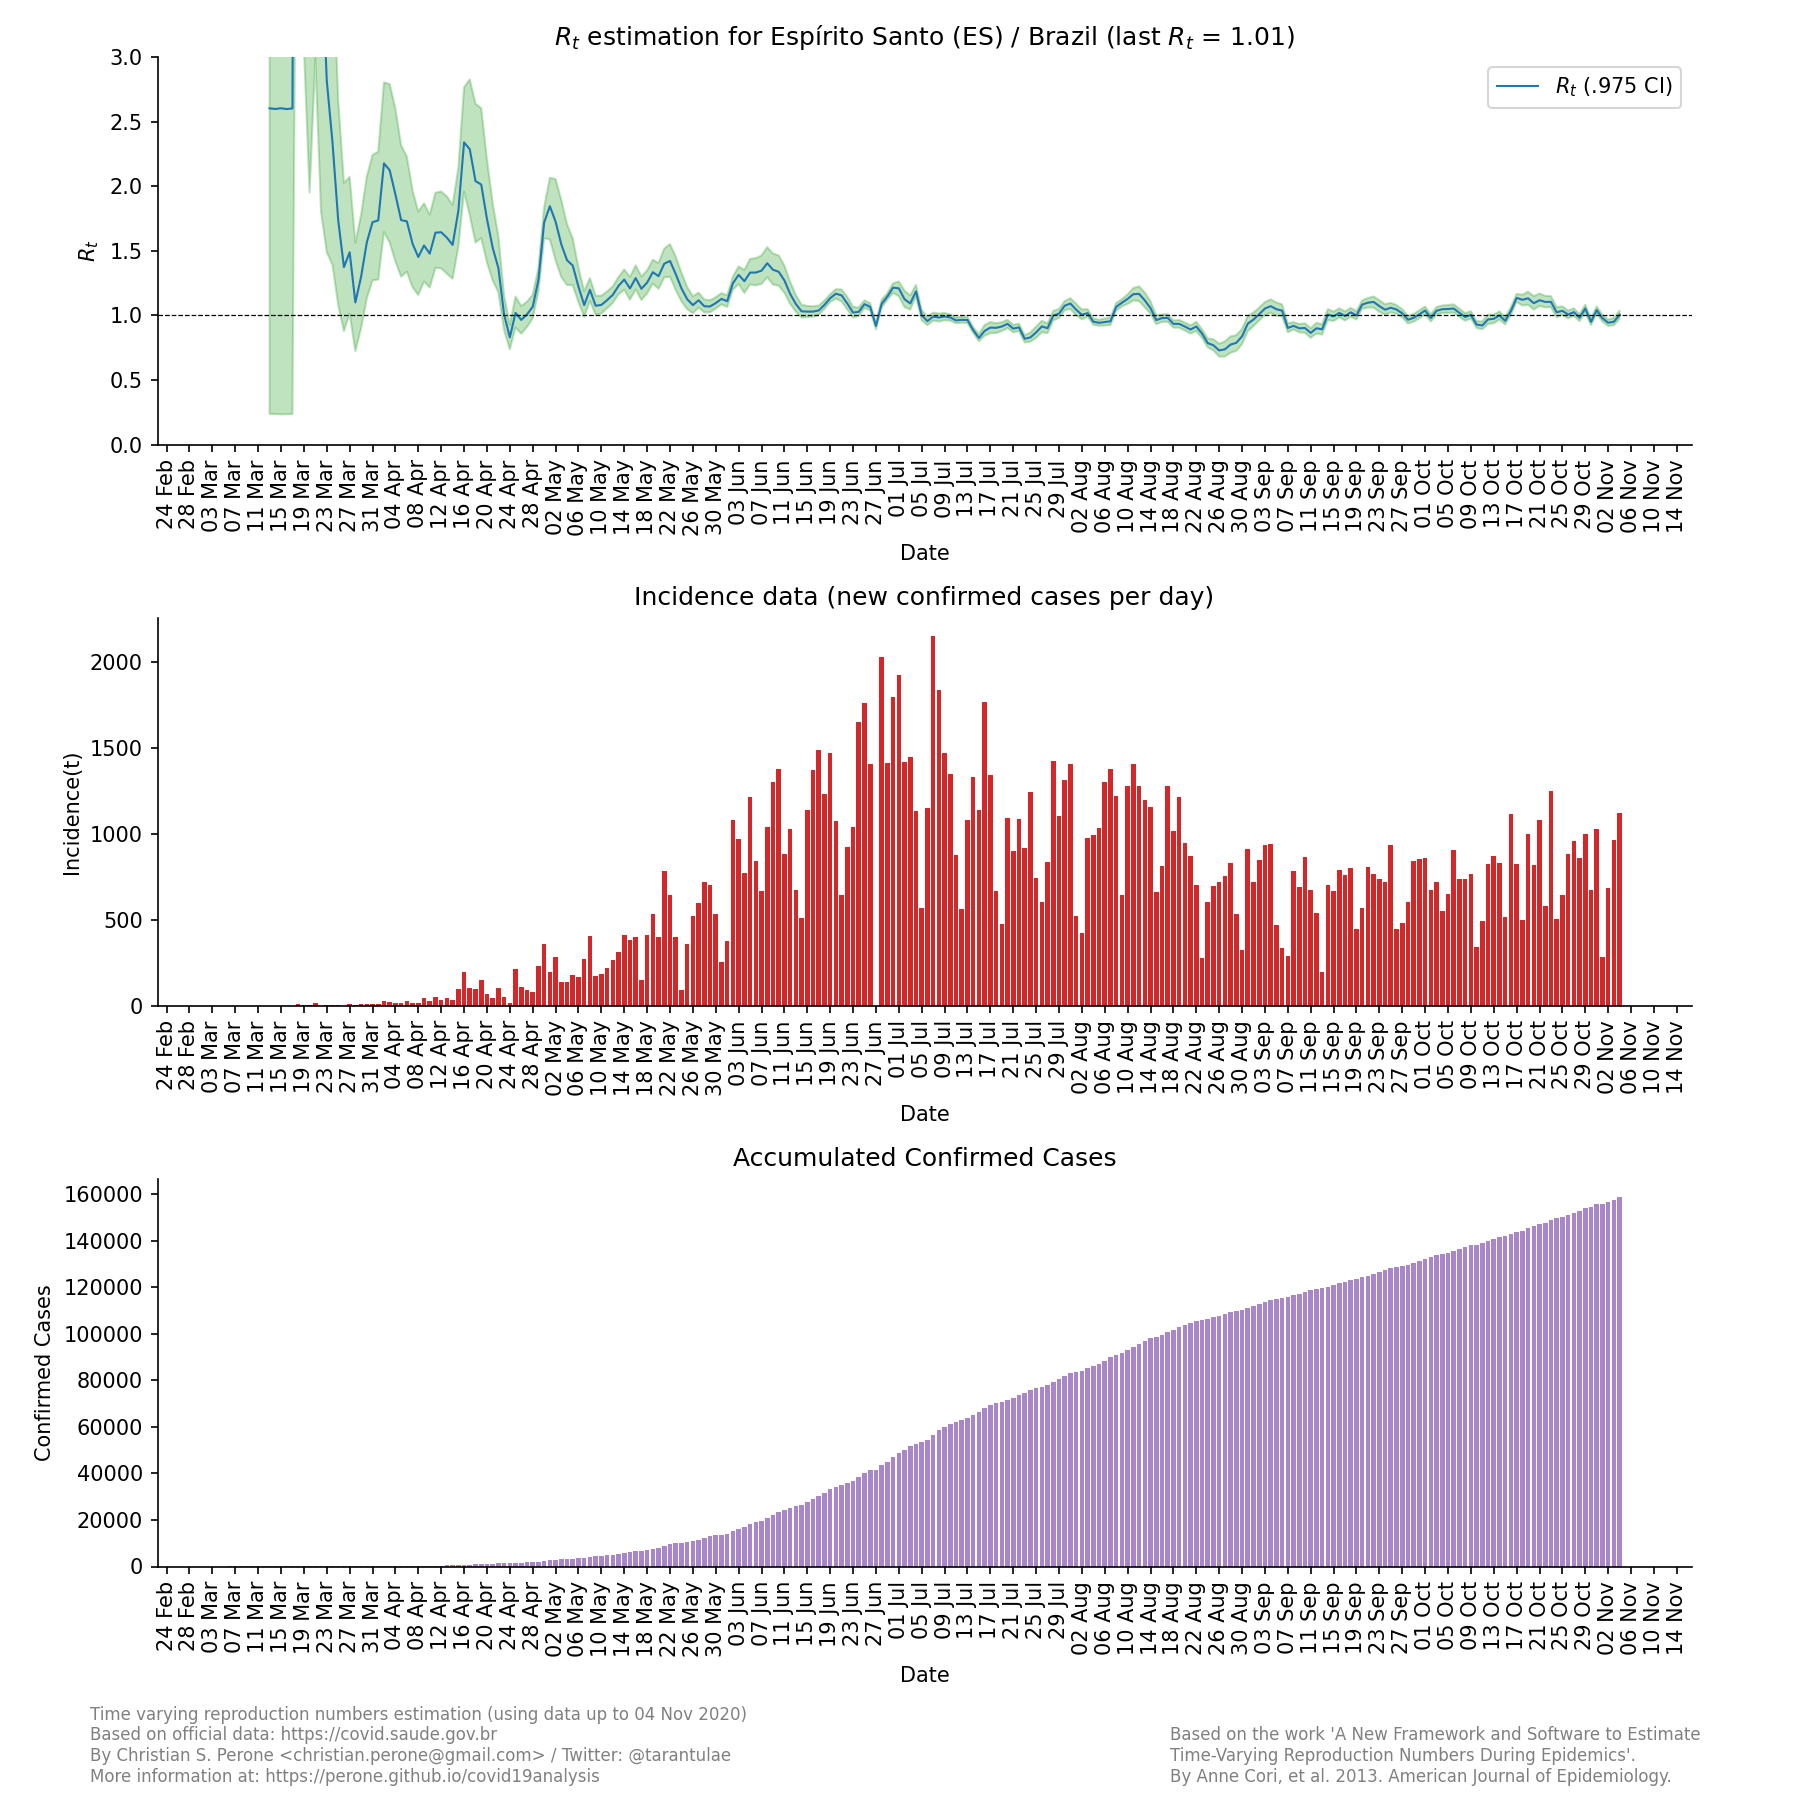 Rt estimation for Espírito Santo (ES) / Brazil (last Rt = 1.01)
3.0
2.5
2.0
1.5
1.0
0.5
0.0
Rt
Rt (.975 CI)
24 Feb 28 Feb 03 Mar 07 Mar 11 Mar 15 Mar 19 Mar 23 Mar 27 Mar 31 Mar 04 Apr 08 Apr 12 Apr 16 Apr 20 Apr 24 Apr 28 Apr 02 May 06 May 10 May 14 May 18 May 22 May 26 May 30 May 03 Jun 07 Jun 11 Jun 15 Jun 19 Jun 23 Jun 27 Jun 01 Jul 05 Jul 09 Jul 13 Jul 17 Jul 21 Jul 25 Jul 29 Jul 02 Aug 06 Aug 10 Aug 14 Aug 18 Aug 22 Aug 26 Aug 30 Aug 03 Sep 07 Sep 11 Sep 15 Sep 19 Sep 23 Sep 27 Sep 01 Oct 05 Oct 09 Oct 13 Oct 17 Oct 21 Oct 25 Oct 29 Oct 02 Nov 06 Nov 10 Nov 14 Nov
Date
Incidence data (new confirmed cases per day)
2000
1500
1000
500
0
Incidence(t)
24 Feb 28 Feb 03 Mar 07 Mar 11 Mar 15 Mar 19 Mar 23 Mar 27 Mar 31 Mar 04 Apr 08 Apr 12 Apr 16 Apr 20 Apr 24 Apr 28 Apr 02 May 06 May 10 May 14 May 18 May 22 May 26 May 30 May 03 Jun 07 Jun 11 Jun 15 Jun 19 Jun 23 Jun 27 Jun 01 Jul 05 Jul 09 Jul 13 Jul 17 Jul 21 Jul 25 Jul 29 Jul 02 Aug 06 Aug 10 Aug 14 Aug 18 Aug 22 Aug 26 Aug 30 Aug 03 Sep 07 Sep 11 Sep 15 Sep 19 Sep 23 Sep 27 Sep 01 Oct 05 Oct 09 Oct 13 Oct 17 Oct 21 Oct 25 Oct 29 Oct 02 Nov 06 Nov 10 Nov 14 Nov
Date
Accumulated Confirmed Cases
160000
140000
120000
100000
80000
60000
40000
20000
0
Confirmed Cases
24 Feb 28 Feb 03 Mar 07 Mar 11 Mar 15 Mar 19 Mar 23 Mar 27 Mar 31 Mar 04 Apr 08 Apr 12 Apr 16 Apr 20 Apr 24 Apr 28 Apr 02 May 06 May 10 May 14 May 18 May 22 May 26 May 30 May 03 Jun 07 Jun 11 Jun 15 Jun 19 Jun 23 Jun 27 Jun 01 Jul 05 Jul 09 Jul 13 Jul 17 Jul 21 Jul 25 Jul 29 Jul 02 Aug 06 Aug 10 Aug 14 Aug 18 Aug 22 Aug 26 Aug 30 Aug 03 Sep 07 Sep 11 Sep 15 Sep 19 Sep 23 Sep 27 Sep 01 Oct 05 Oct 09 Oct 13 Oct 17 Oct 21 Oct 25 Oct 29 Oct 02 Nov 06 Nov 10 Nov 14 Nov
Date
Time varying reproduction numbers estimation (using data up to 04 Nov 2020)
Based on official data: https://covid.saude.gov.br
By Christian S. Perone <christian.perone@gmail.com> / Twitter: @tarantulae
More information at: https://perone.github.io/covid19analysis
Based on the work 'A New Framework and Software to Estimate
Time-Varying Reproduction Numbers During Epidemics'.
By Anne Cori, et al. 2013. American Journal of Epidemiology.